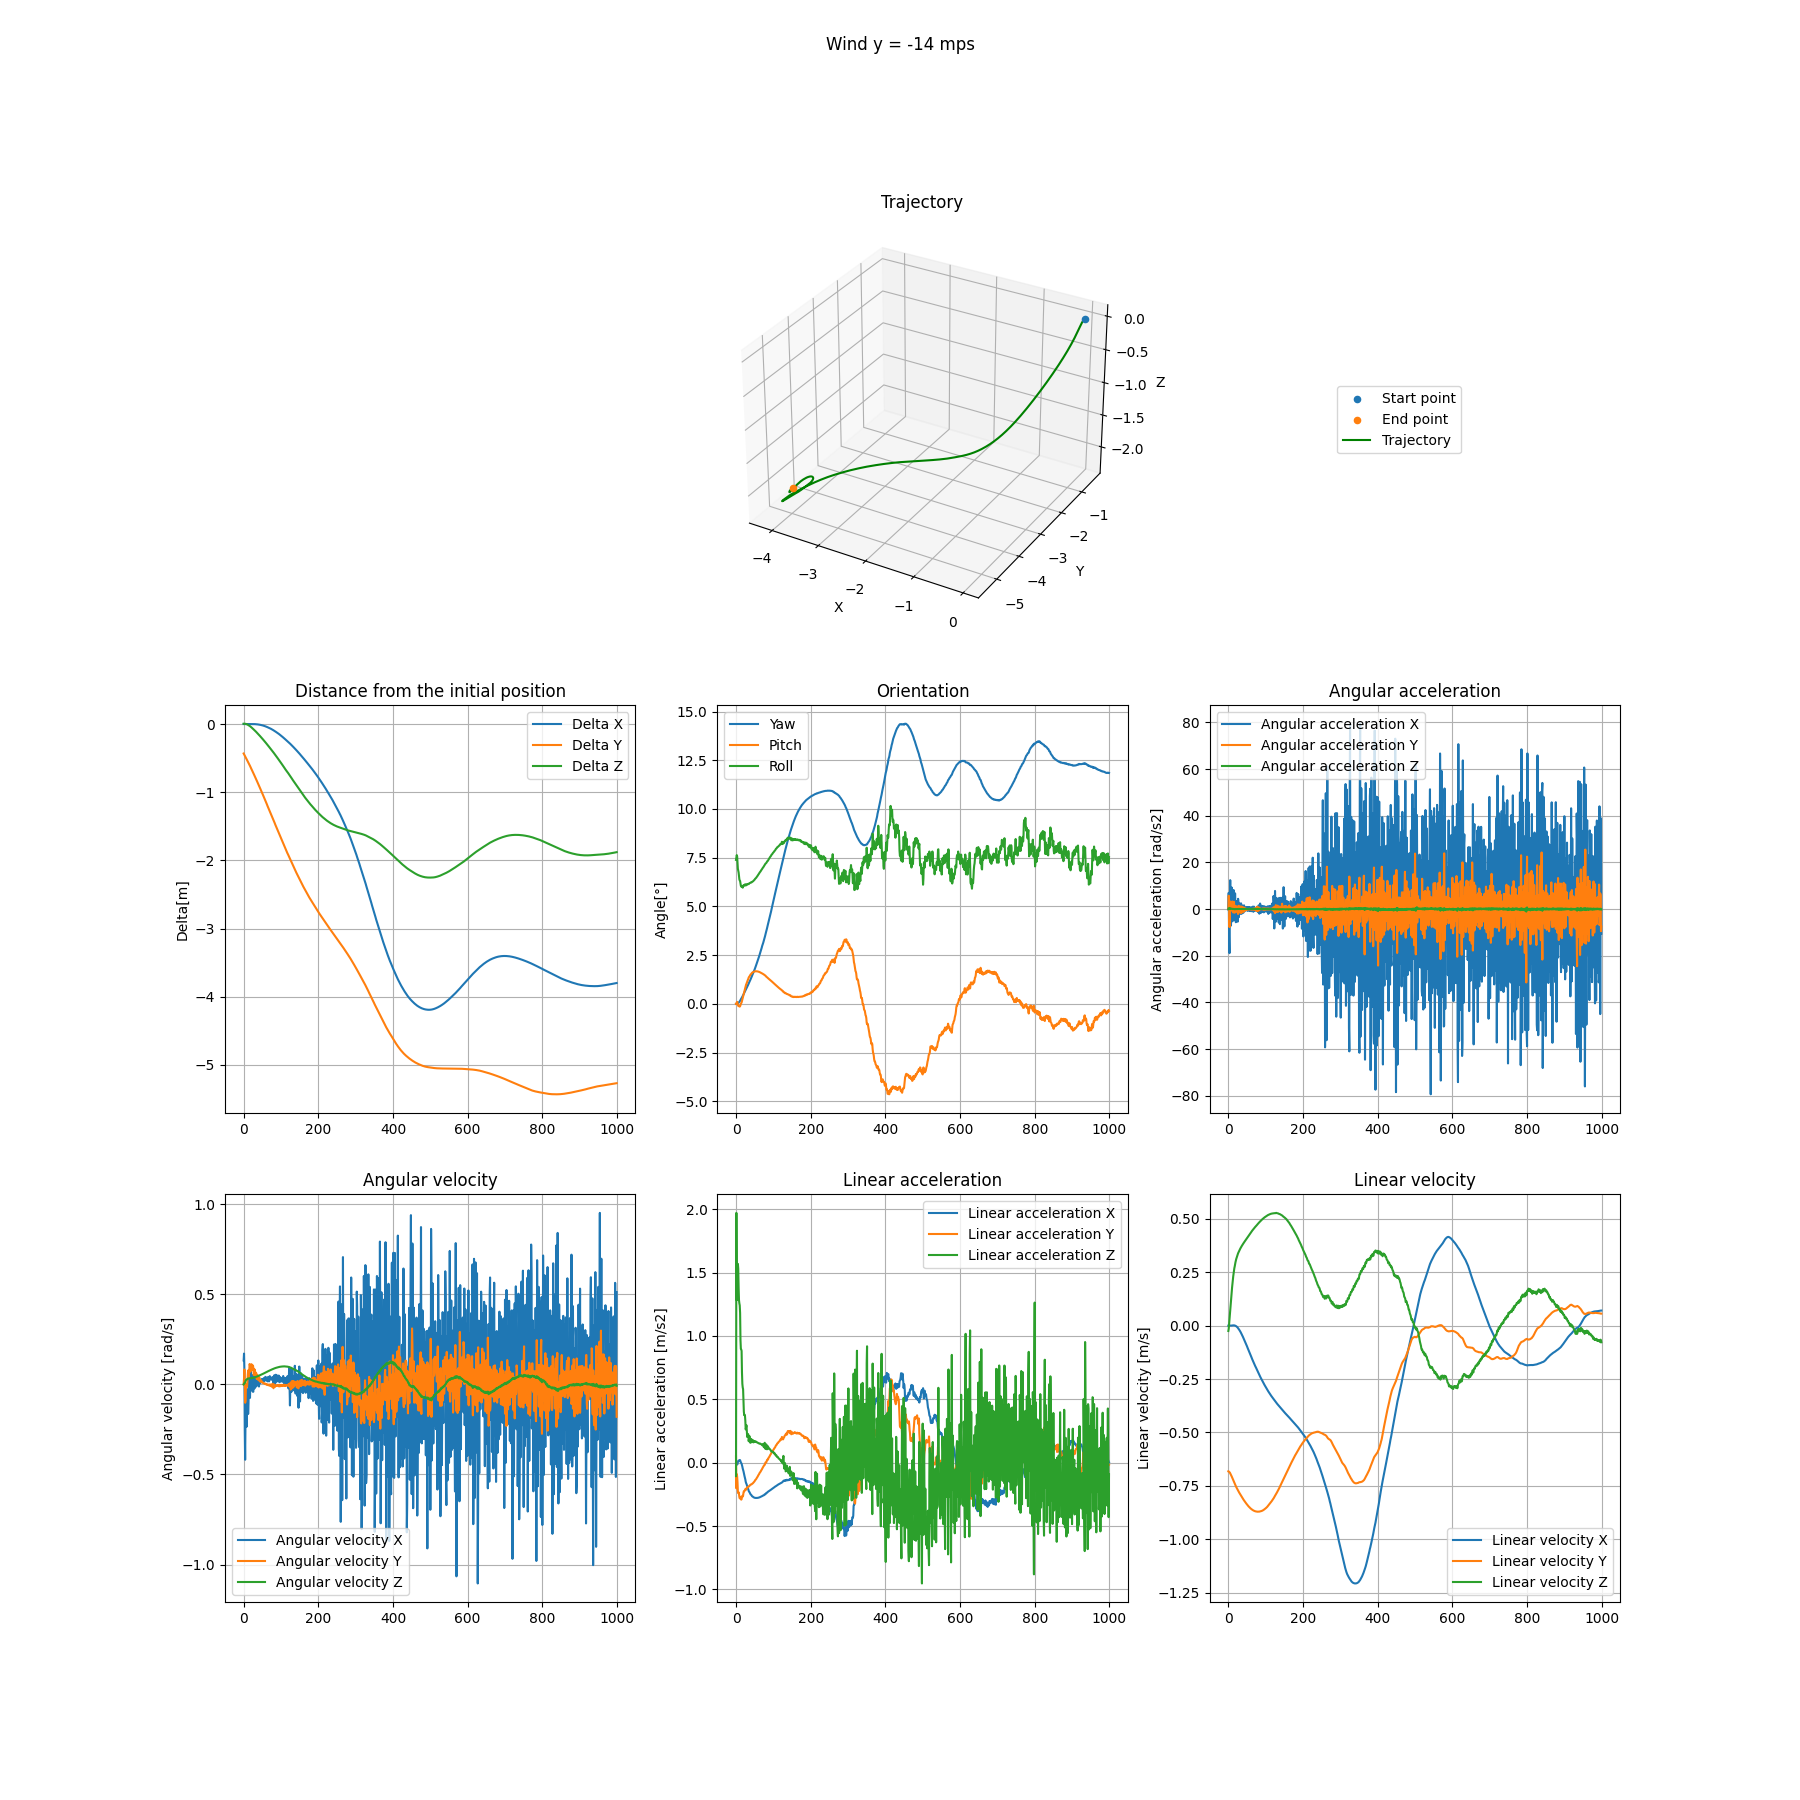 Wind y = -14 mps
Trajectory
0.0
−0.5
−1.0
−1.5
−2.0
Z
−1
−2
−3
−4
−5
Y
−4
−3
−2
−1
0
X
Start point
End point
Trajectory
Distance from the initial position
Delta X
Delta Y
Delta Z
0
−1
−2
−3
−4
−5
Delta[m]
0 200 400 600 800 1000
Orientation
Yaw
Pitch
Roll
15.0
12.5
10.0
7.5
5.0
2.5
0.0
−2.5
−5.0
Angle[°]
0 200 400 600 800 1000
Angular acceleration
Angular acceleration X
Angular acceleration Y
Angular acceleration Z
80
60
40
20
0
−20
−40
−60
−80
Angular acceleration [rad/s2]
0 200 400 600 800 1000
Angular velocity
1.0
0.5
0.0
−0.5
−1.0
Angular velocity [rad/s]
Angular velocity X
Angular velocity Y
Angular velocity Z
0 200 400 600 800 1000
Linear acceleration
Linear acceleration X
Linear acceleration Y
Linear acceleration Z
2.0
1.5
1.0
0.5
0.0
−0.5
−1.0
Linear acceleration [m/s2]
0 200 400 600 800 1000
Linear velocity
0.50
0.25
0.00
−0.25
−0.50
−0.75
−1.00
−1.25
Linear velocity [m/s]
Linear velocity X
Linear velocity Y
Linear velocity Z
0 200 400 600 800 1000